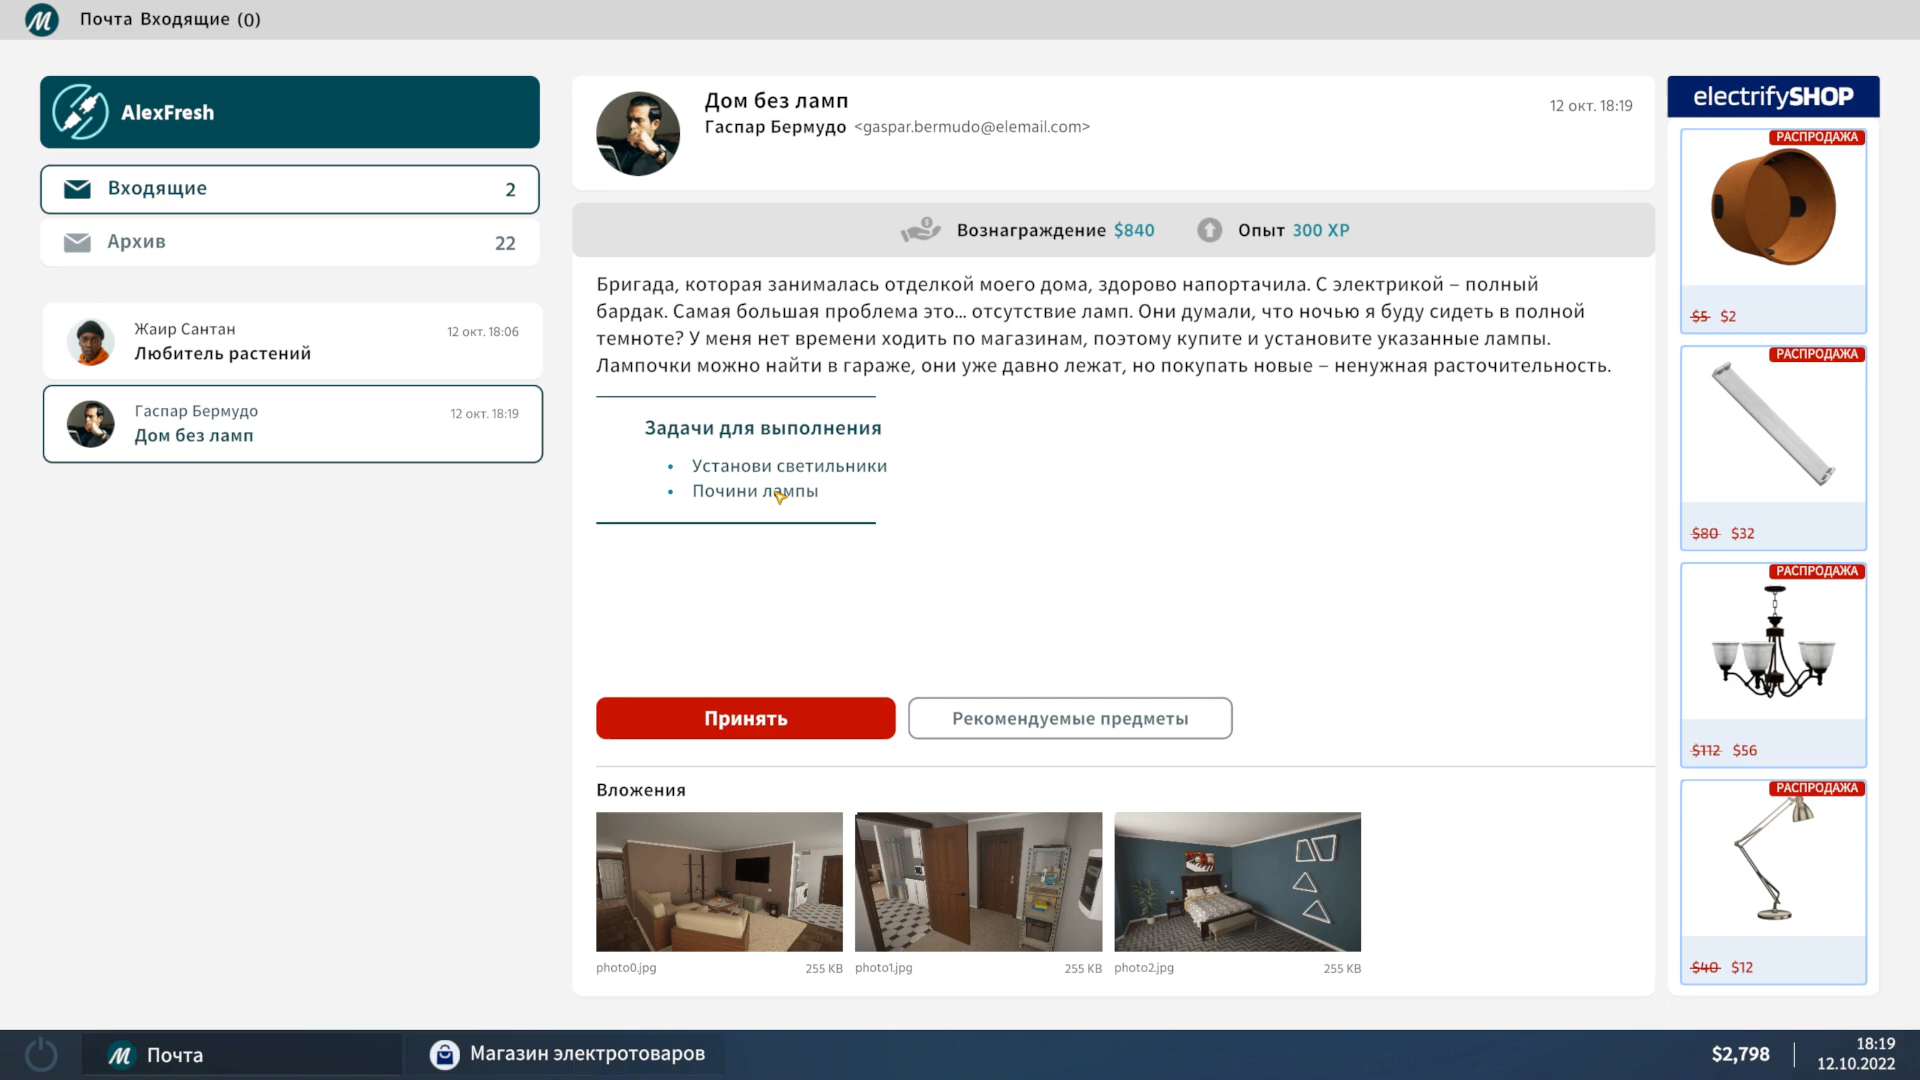 Почта Входящие (0)
AlexFresh
Входящие 2
Архив 22
Жаир Сантан 12 окт. 18:06
Любитель растений
Гаспар Бермудо 12 окт. 18:19
Дом без ламп
Дом без ламп 12 окт. 18:19
Гаспар Бермудо <gaspar.bermudo@elemail.com>
Вознаграждение $840 Опыт 300 XP
Бригада, которая занималась отделкой моего дома, здорово напортачила. С электрикой – полный
бардак. Самая большая проблема это... отсутствие ламп. Они думали, что ночью я буду сидеть в полной
темноте? У меня нет времени ходить по магазинам, поэтому купите и установите указанные лампы.
Лампочки можно найти в гараже, они уже давно лежат, но покупать новые – ненужная расточительность.
Задачи для выполнения
• Установи светильники
• Почини лампы
Принять Рекомендуемые предметы
Вложения
photo0.jpg 255 KB photo1.jpg 255 KB photo2.jpg 255 KB
electrifySHOP
РАСПРОДАЖА
$5 $2
РАСПРОДАЖА
$80 $32
РАСПРОДАЖА
$112 $56
РАСПРОДАЖА
$40 $12
Почта Магазин электротоваров $2,798 18:19
12.10.2022